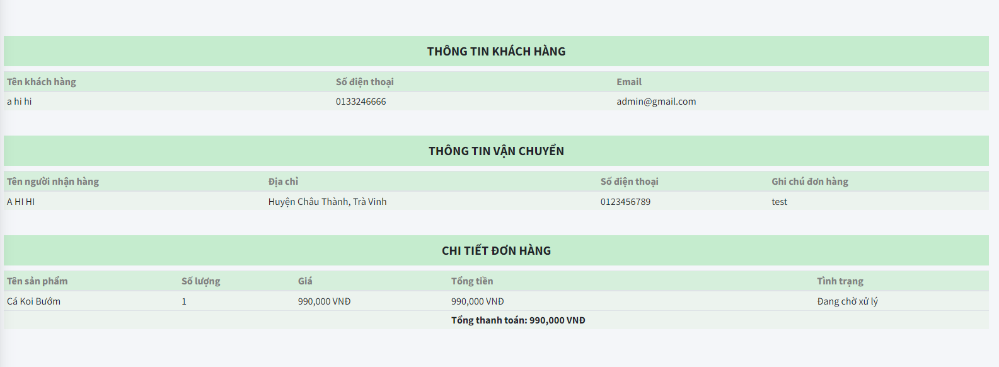 THÔNG TIN KHÁCH HÀNG
Tên khách hàng Số điện thoại Email
a hi hi 0133246666 admin@gmail.com
THÔNG TIN VẬN CHUYỂN
Tên người nhận hàng Địa chỉ Số điện thoại Ghi chú đơn hàng
A HI HI Huyện Châu Thành, Trà Vinh 0123456789 test
CHI TIẾT ĐƠN HÀNG
Tên sản phẩm Số lượng Giá Tổng tiền Tình trạng
Cá Koi Bướm 1 990,000 VNĐ 990,000 VNĐ Đang chờ xử lý
Tổng thanh toán: 990,000 VNĐ